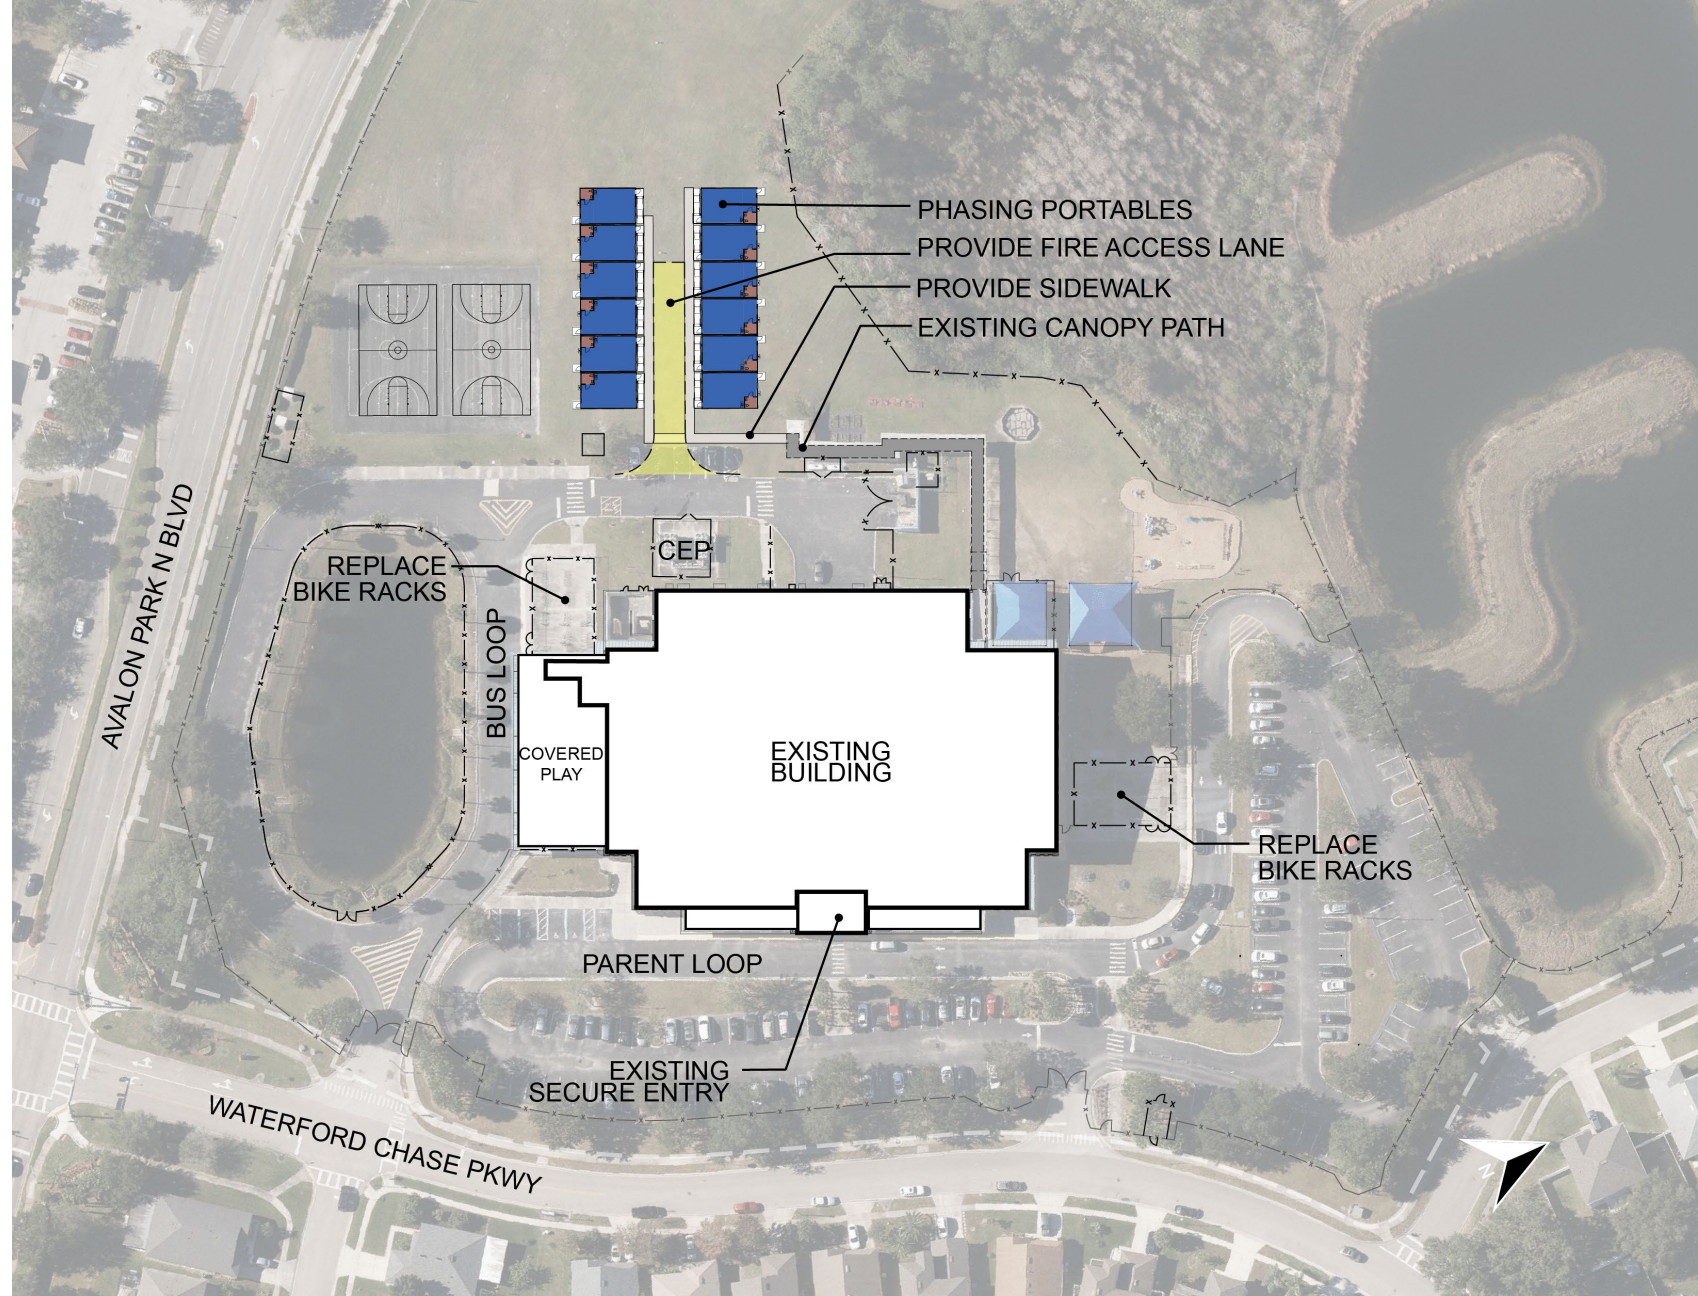 PHASING PORTABLES
PROVIDE FIRE ACCESS LANE
PROVIDE SIDEWALK
EXISTING CANOPY PATH
AVALON PARK N BLVD
REPLACE
BIKE RACKS
CEP
BUS LOOP
COVERED
PLAY
EXISTING
BUILDING
REPLACE
BIKE RACKS
PARENT LOOP
EXISTING
SECURE ENTRY
WATERFORD CHASE PKWY
N